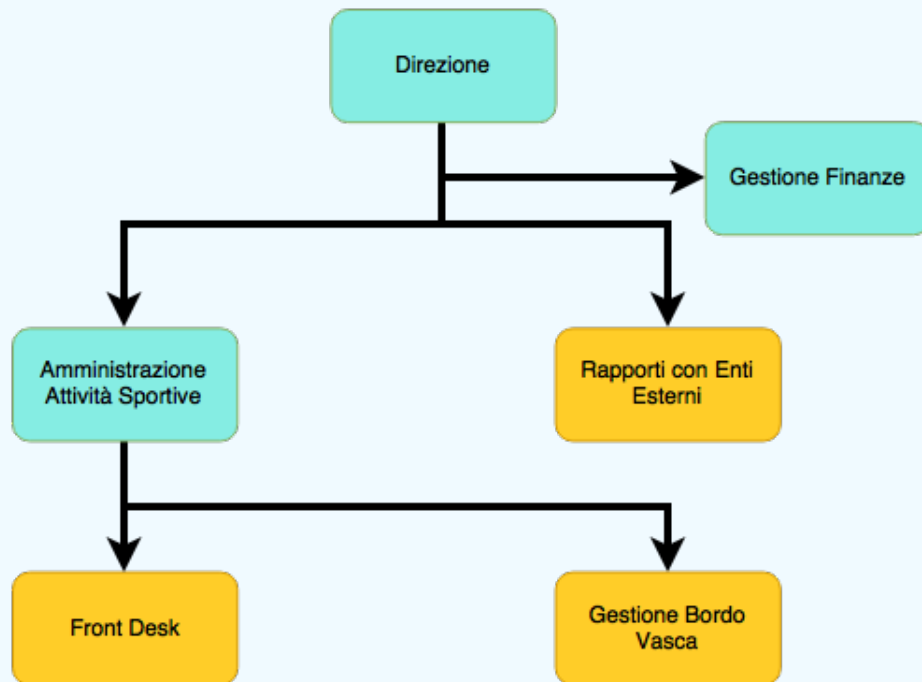 Direzione
Gestione Finanze
Amministrazione
Attività Sportive
Rapporti con Enti
Esterni
Front Desk
Gestione Bordo
Vasca